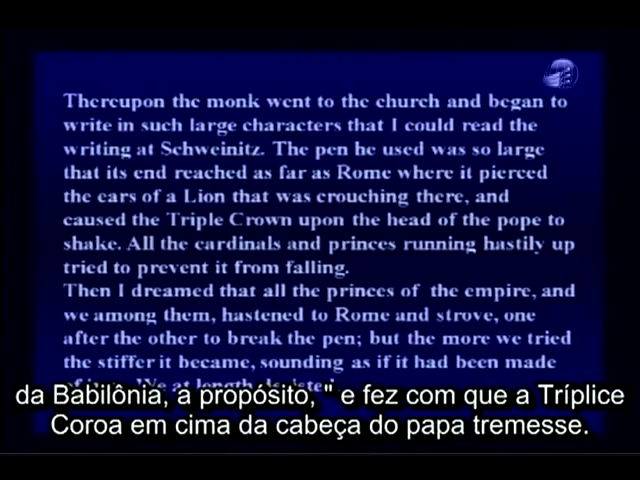 Thereupon the monk went to the church and began to
write in such large characters that I could read the
writing at Schweinitz. The pen he used was so large
that its end reached as far as Rome where it pierced
the ears of a Lion that was crouching there, and
caused the Triple Crown upon the head of the pope to
shake. All the cardinals and princes running hastily up
tried to prevent it from falling.
Then I dreamed that all the princes of the empire, and
we among them, hastened to Rome and strove, one
after the other to break the pen; but the more we tried
the stiffer it became, sounding as if it had been made
da Babilônia, a propósito, " e fez com que a Tríplice
Coroa em cima da cabeça do papa tremesse.